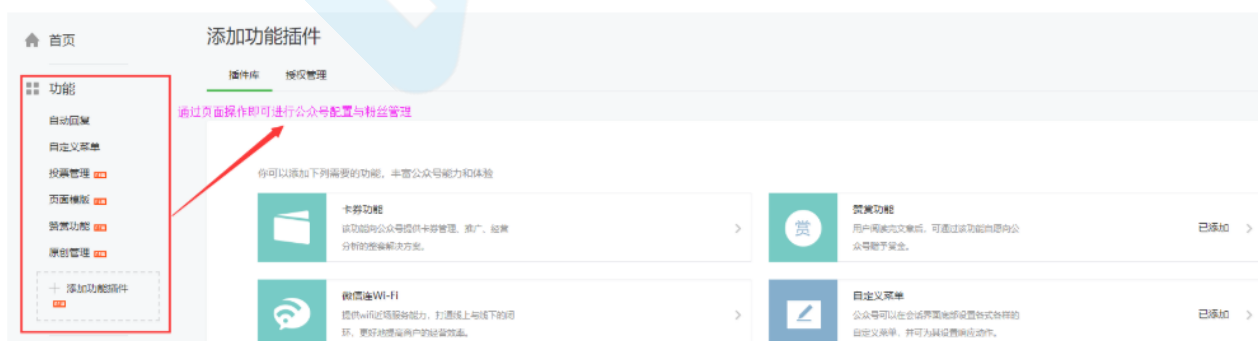 首页
添加功能插件
功能
插件库 授权管理
通过页面操作即可进行公众号配置与粉丝管理
自动回复
自定义菜单
投票管理
页面模版
赞赏功能
原创管理
添加功能插件
你可以添加下列需要的功能，丰富公众号能力和体验
卡券功能
该功能向公众号提供卡券管理、推广、经营
分析的整套解决方案。
赏
赞赏功能
用户阅读完文章后，可通过该功能自愿向公
众号赠予赏金。
已添加
微信连Wi-Fi
提供wifi近场服务能力，打通线上与线下的闭
环，更好地提高商户的经营效率。
自定义菜单
公众号可以在会话界面底部设置各式各样的
自定义菜单，并可为其设置响应动作。
已添加